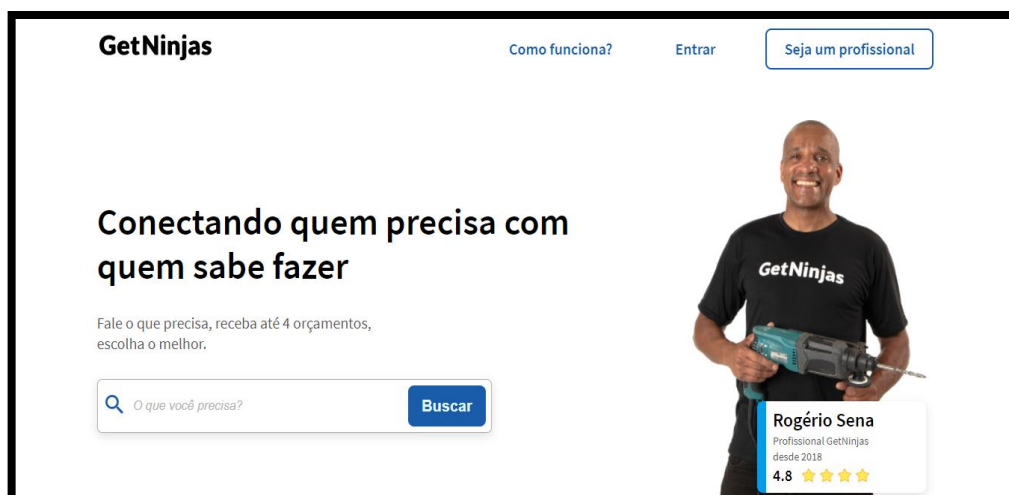 GetNinjas
Como funciona?
Entrar
Seja um profissional
Conectando quem precisa com
quem sabe fazer
Fale o que precisa, receba até 4 orçamentos,
escolha o melhor.
O que você precisa?
Buscar
GetNinjas
Rogério Sena
Profissional GetNinjas
desde 2018
4.8